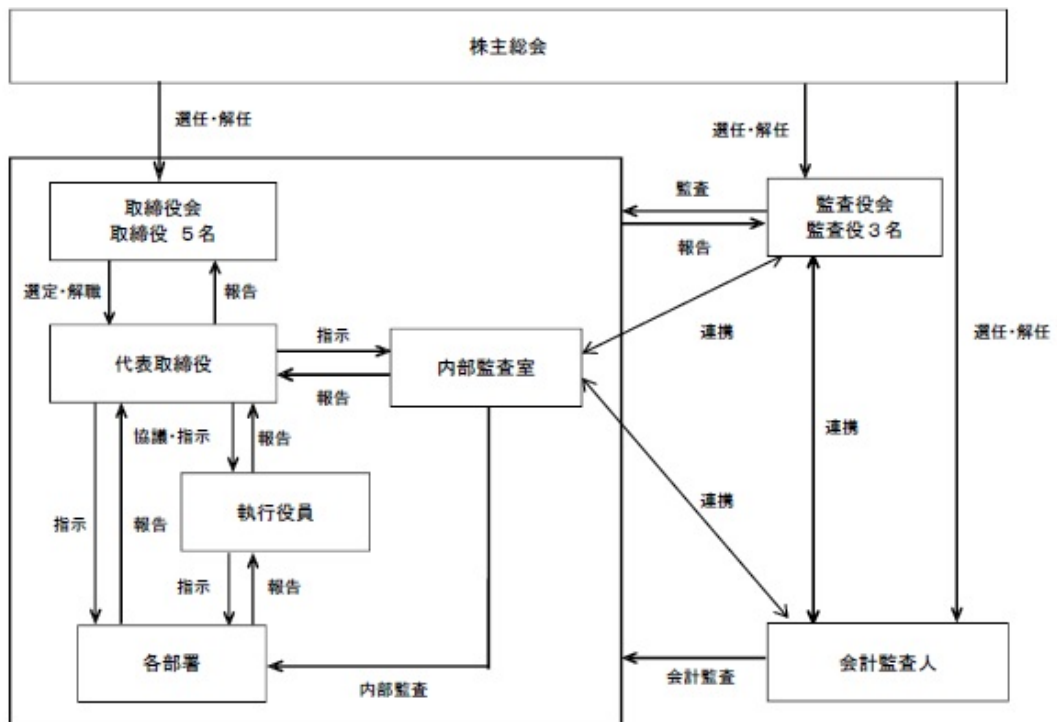 株主総会
選任・解任
選任・解任
選任・解任
取締役会
取締役 5名
監査
報告
監査役会
監査役3名
選定・解職
報告
代表取締役
指示
報告
内部監査室
連携
連携
連携
協議・指示
報告
執行役員
指示
報告
指示
報告
各部署
内部監査
会計監査
会計監査人